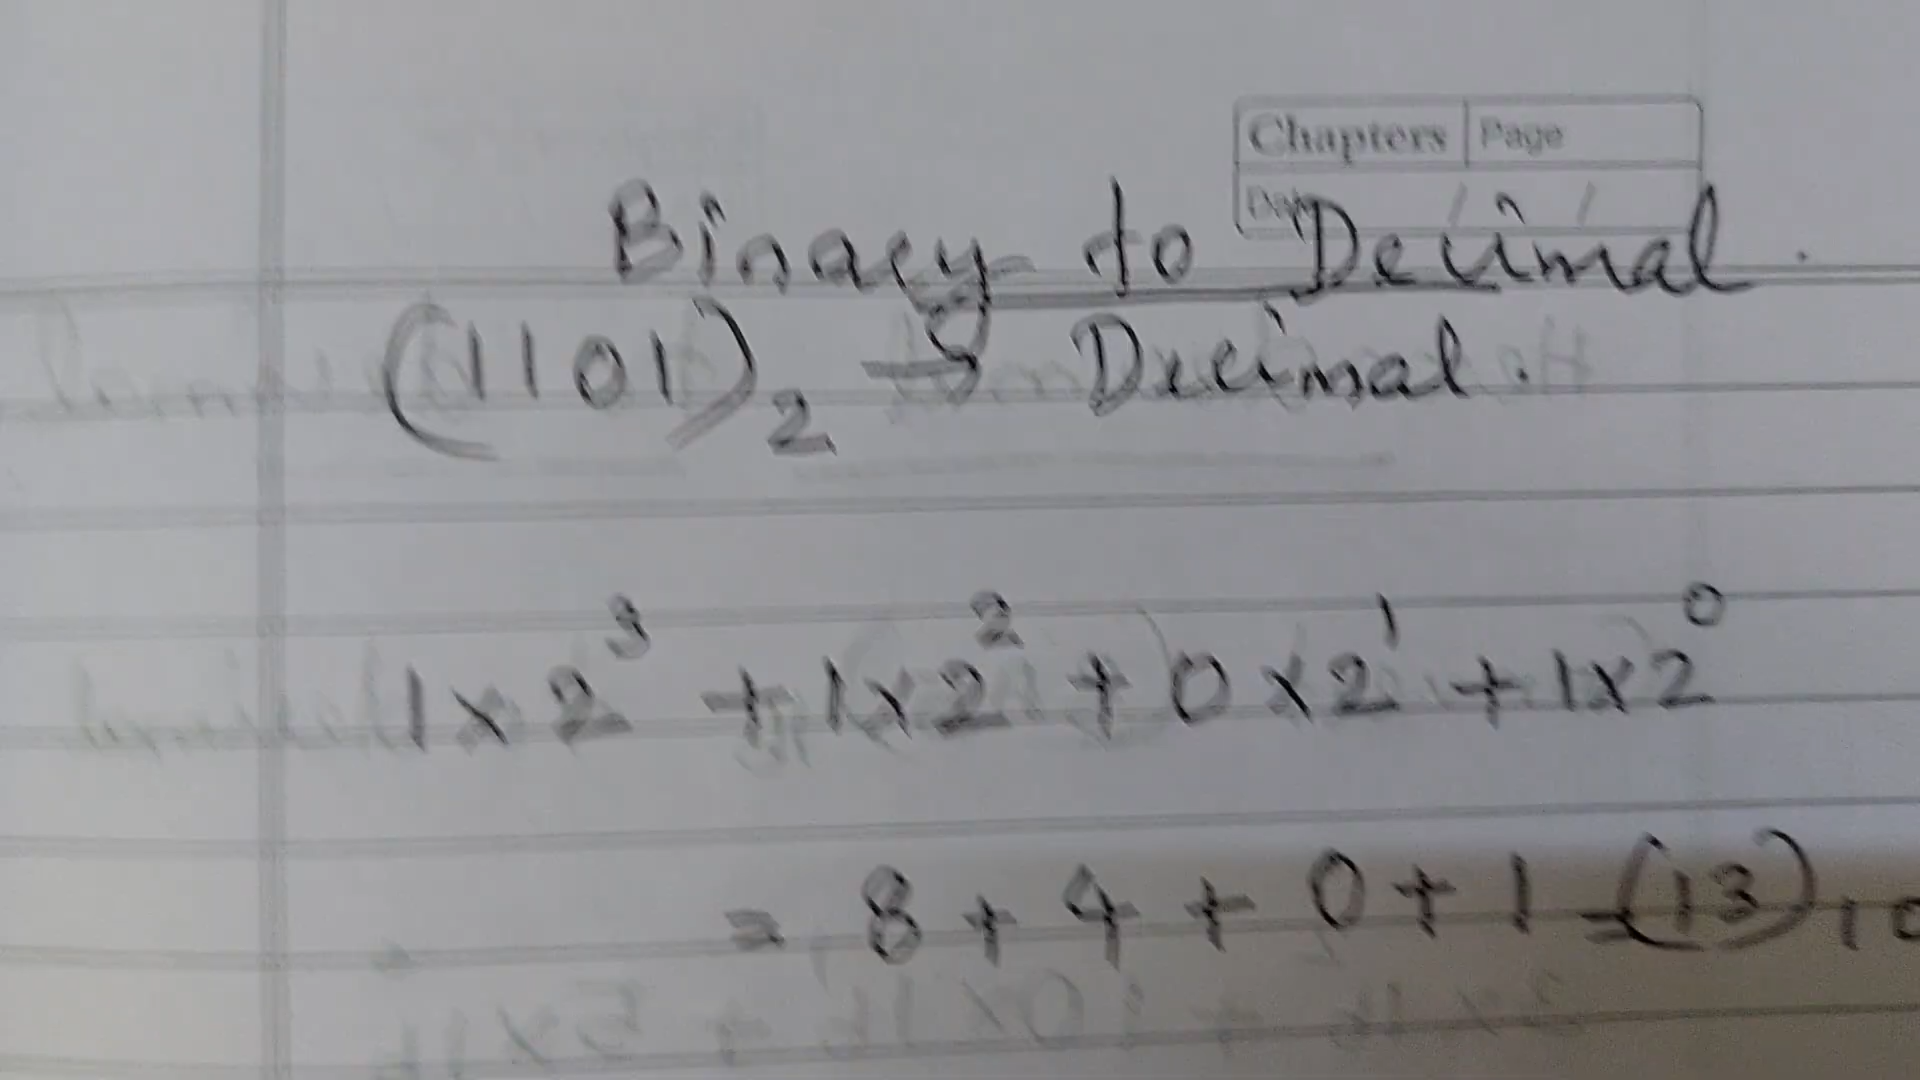 Chapters Page
Date / /
Binary to Decimal.
(1101)₂ → Decimal.
1×2³ + 1×2² + 0×2¹ + 1×2⁰
= 8 + 4 + 0 + 1 = (13)₁₀